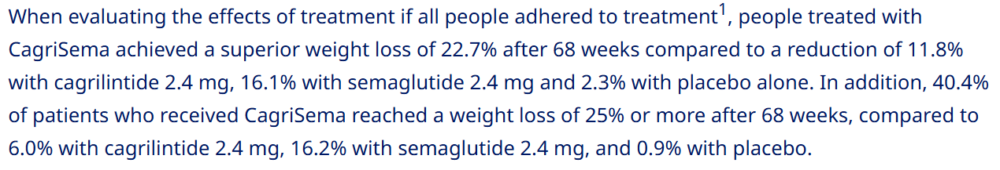 When evaluating the effects of treatment if all people adhered to treatment¹, people treated with
CagriSema achieved a superior weight loss of 22.7% after 68 weeks compared to a reduction of 11.8%
with cagrilintide 2.4 mg, 16.1% with semaglutide 2.4 mg and 2.3% with placebo alone. In addition, 40.4%
of patients who received CagriSema reached a weight loss of 25% or more after 68 weeks, compared to
6.0% with cagrilintide 2.4 mg, 16.2% with semaglutide 2.4 mg, and 0.9% with placebo.